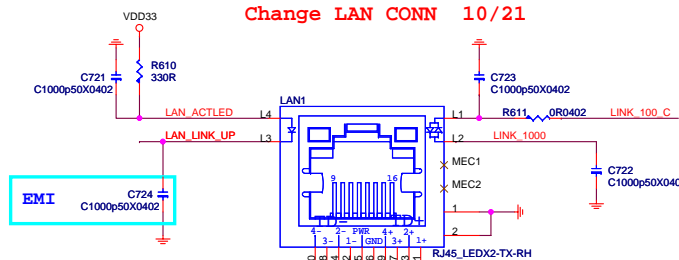 Change LAN CONN 10/21
VDD33
C721
C1000p50X0402
R610
330R
C723
C1000p50X0402
LAN1
LAN_ACTLED
L4
L1
R611
0R0402
LINK_100_C
LAN_LINK_UP
L3
L2
LINK_1000
MEC1
MEC2
C722
C1000p50X040
EMI
C724
C1000p50X0402
9
16
1
2
4- 2- PWR 4+ 2+
3- 1- GND 3+ 1+
RJ45_LEDX2-TX-RH